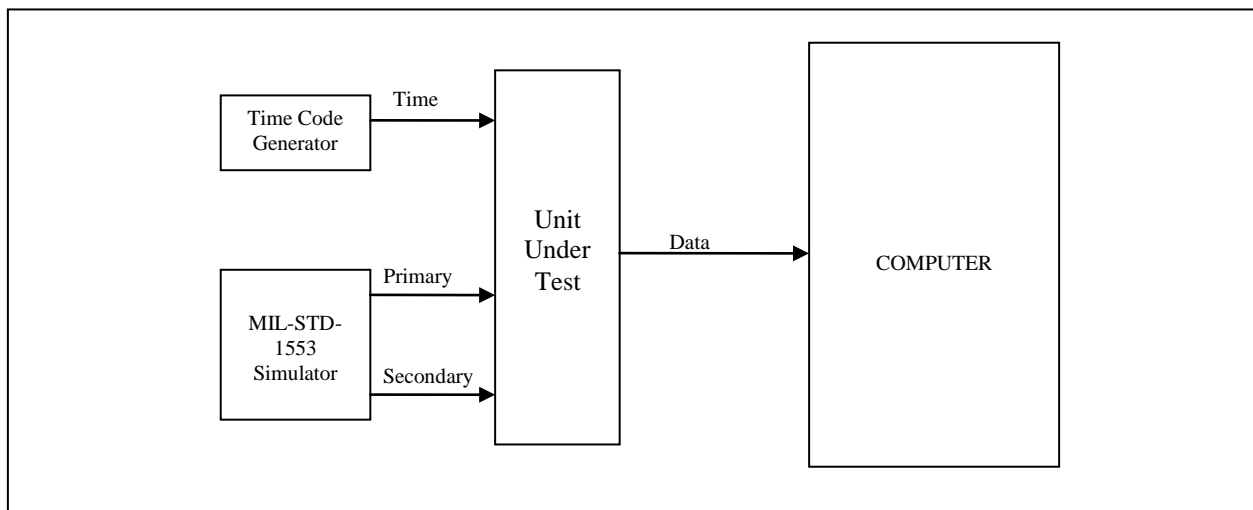 Time Code
Generator
Time
MIL-STD-
1553
Simulator
Primary
Secondary
Unit
Under
Test
Data
COMPUTER